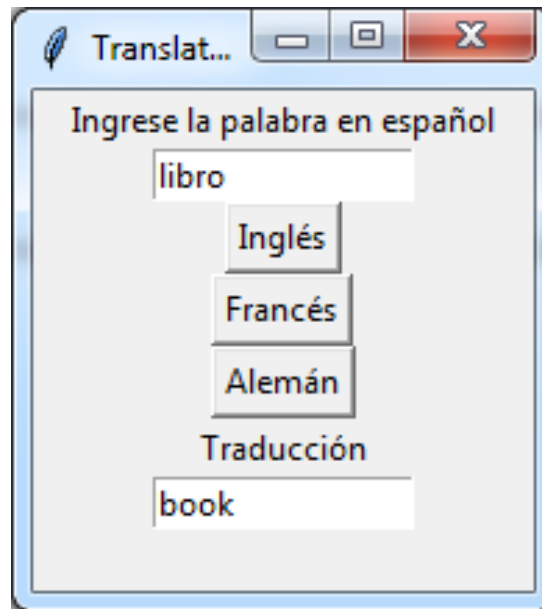 Translat...
Ingrese la palabra en español
libro
Inglés
Francés
Alemán
Traducción
book